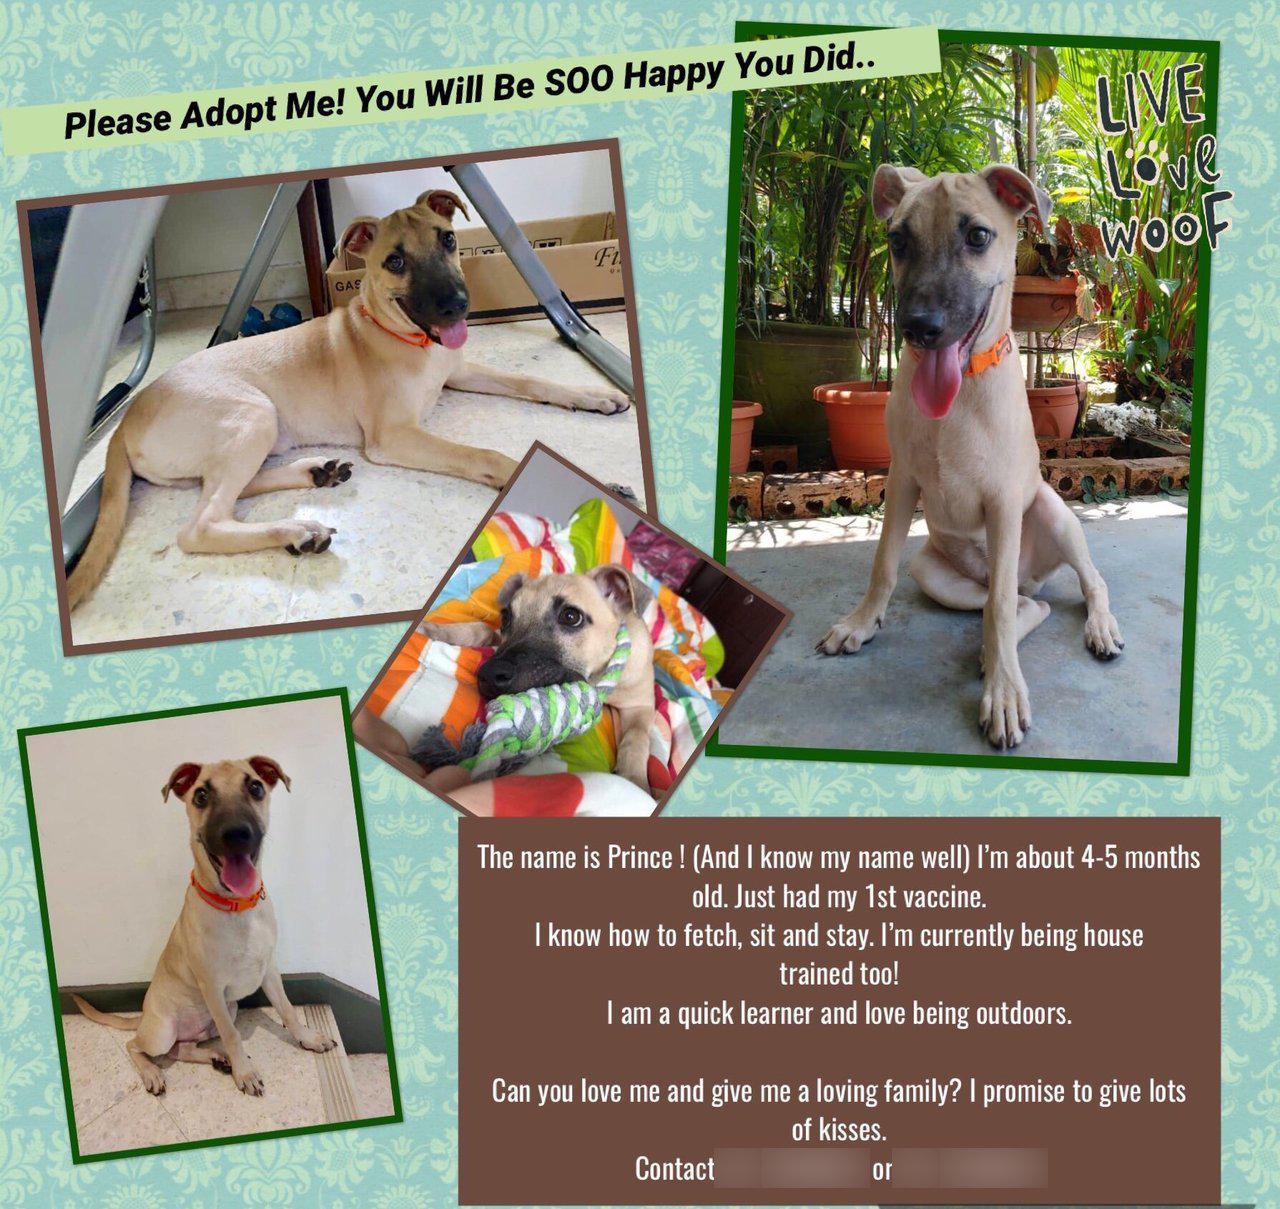 Please Adopt Me! You Will Be SOO Happy You Did..
LIVE
Love
WOOF
GAS
Fi
The name is Prince ! (And I know my name well) I'm about 4-5 months
old. Just had my 1st vaccine.
I know how to fetch, sit and stay. I'm currently being house
trained too!
I am a quick learner and love being outdoors.
Can you love me and give me a loving family? I promise to give lots
of kisses.
Contact or